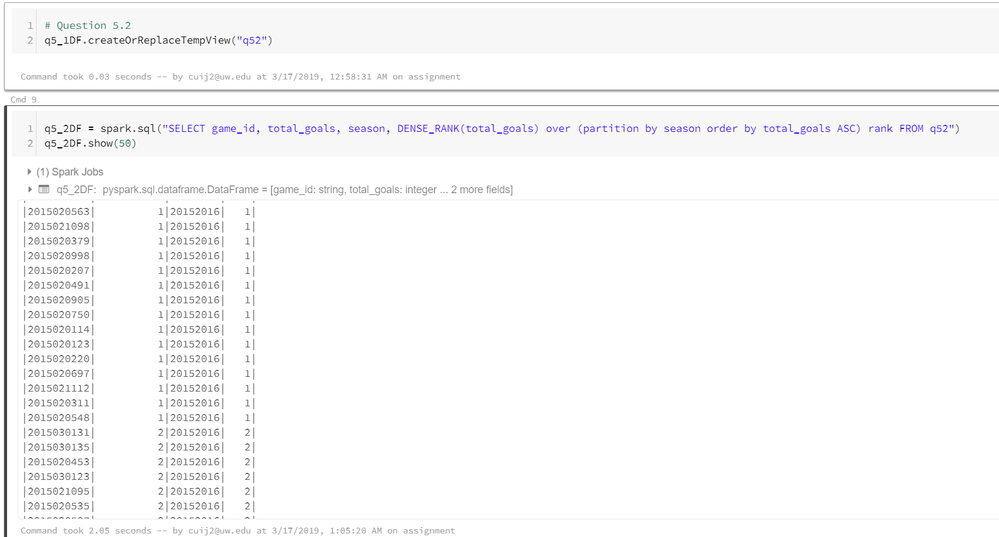 1 # Question 5.2
2 q5_1DF.createOrReplaceTempView("q52")
Command took 0.03 seconds -- by cuij2@uw.edu at 3/17/2019, 12:58:31 AM on assignment
Cmd 9
1 q5_2DF = spark.sql("SELECT game_id, total_goals, season, DENSE_RANK(total_goals) over (partition by season order by total_goals ASC) rank FROM q52")
2 q5_2DF.show(50)
(1) Spark Jobs
q5_2DF: pyspark.sql.dataframe.DataFrame = [game_id: string, total_goals: integer ... 2 more fields]
|2015020563|          1|20152016|   1|
|2015021098|          1|20152016|   1|
|2015020379|          1|20152016|   1|
|2015020998|          1|20152016|   1|
|2015020207|          1|20152016|   1|
|2015020491|          1|20152016|   1|
|2015020905|          1|20152016|   1|
|2015020750|          1|20152016|   1|
|2015020114|          1|20152016|   1|
|2015020123|          1|20152016|   1|
|2015020220|          1|20152016|   1|
|2015020697|          1|20152016|   1|
|2015021112|          1|20152016|   1|
|2015020311|          1|20152016|   1|
|2015020548|          1|20152016|   1|
|2015030131|          2|20152016|   2|
|2015030135|          2|20152016|   2|
|2015020453|          2|20152016|   2|
|2015030123|          2|20152016|   2|
|2015021095|          2|20152016|   2|
|2015020535|          2|20152016|   2|
Command took 2.05 seconds -- by cuij2@uw.edu at 3/17/2019, 1:05:20 AM on assignment